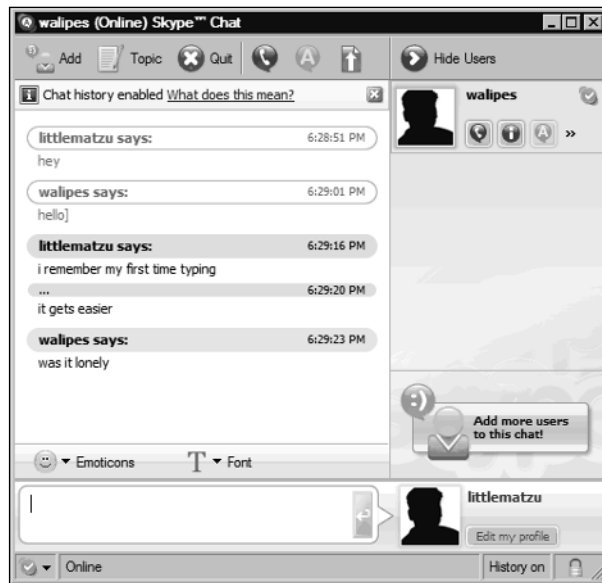 walipes (Online) Skype™ Chat
Add Topic Quit Hide Users
Chat history enabled What does this mean?
littlematzu says: 6:28:51 PM
hey
walipes says: 6:29:01 PM
hello]
littlematzu says: 6:29:16 PM
i remember my first time typing
... 6:29:20 PM
it gets easier
walipes says: 6:29:23 PM
was it lonely
Emoticons T Font
walipes
»
:)
Add more users
to this chat!
littlematzu
Edit my profile
Online History on